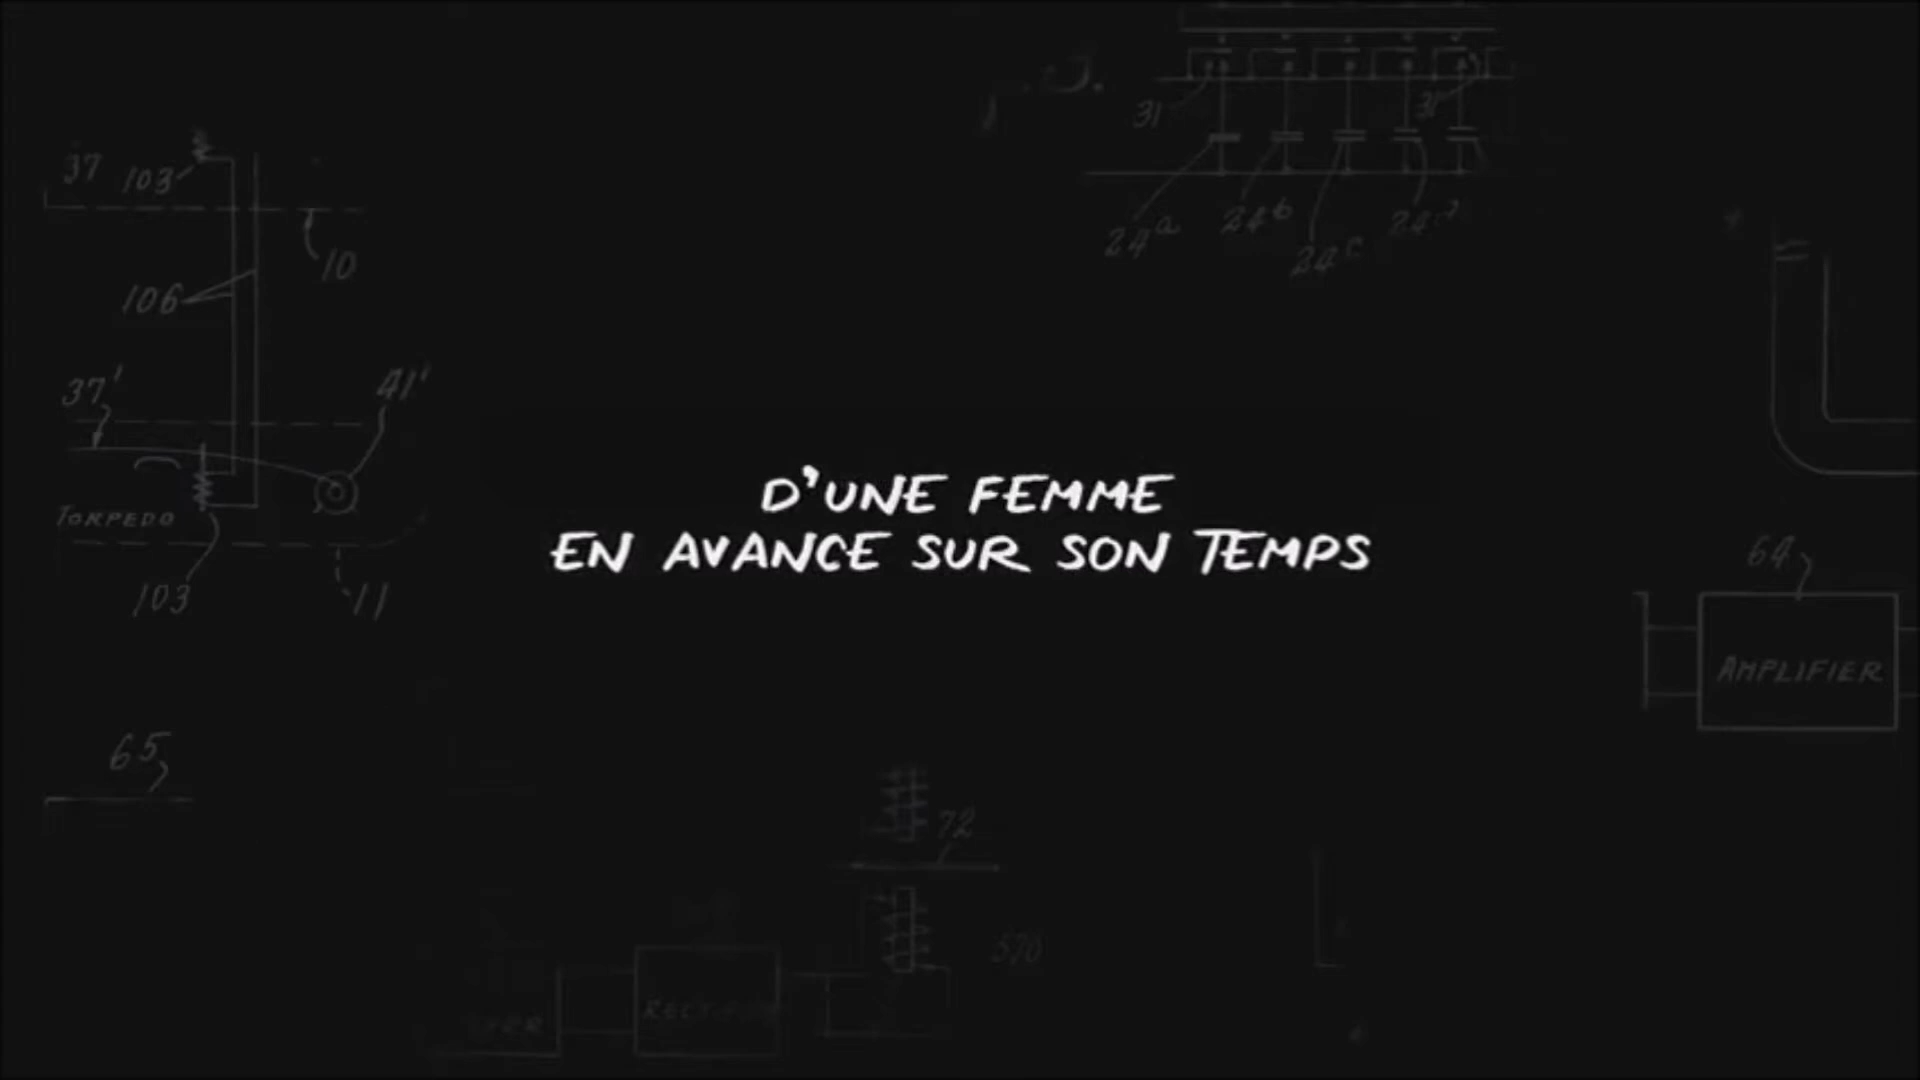 31
31
37
103
10
24a
24b
24c
24d
106
37'
41'
D'UNE FEMME
EN AVANCE SUR SON TEMPS
TORPEDO
103
11
64
AMPLIFIER
65
72